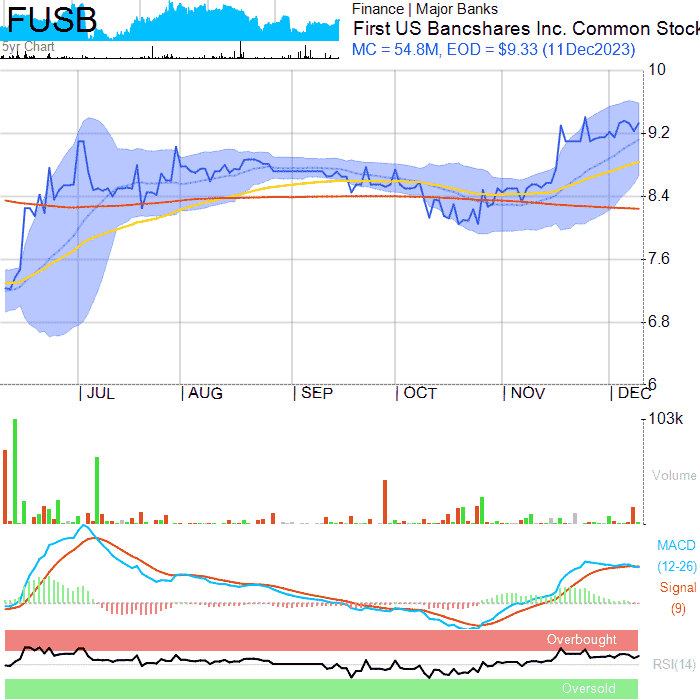 FUSB
5yr Chart
Finance | Major Banks
First US Bancshares Inc. Common Stock
MC = 54.8M, EOD = $9.33 (11Dec2023)
10
9.2
8.4
7.6
6.8
6
JUL AUG SEP OCT NOV DEC
103k
Volume
MACD
(12-26)
Signal
(9)
Overbought
RSI(14)
Oversold